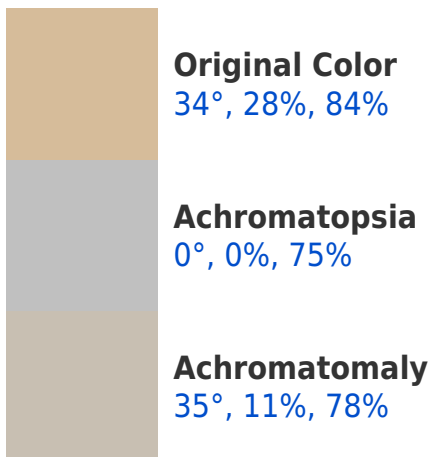 Original Color
34°, 28%, 84%
Achromatopsia
0°, 0%, 75%
Achromatomaly
35°, 11%, 78%